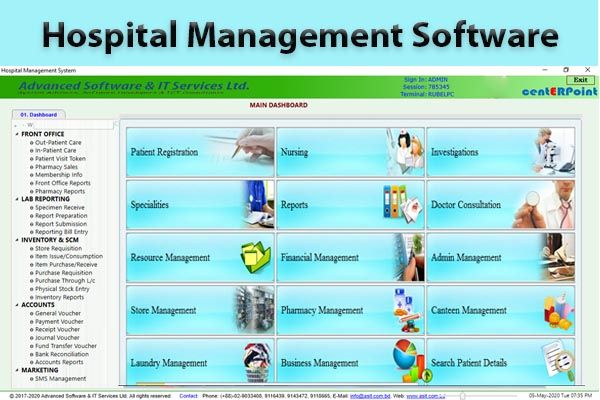 Hospital Management Software
Hospital Management System
Advanced Software & IT Services Ltd.
Sign In: ADMIN
Session: 785345
Terminal: RUBELPC
Exit
centERPoint
MAIN DASHBOARD
01. Dashboard
FRONT OFFICE
Out-Patient Care
In-Patient Care
Patient Visit Token
Pharmacy Sales
Membership Info
Front Office Reports
Pharmacy Reports
LAB REPORTING
Specimen Receive
Report Preparation
Report Submission
Reporting Bill Entry
INVENTORY & SCM
Store Requisition
Item Issue/Consumption
Item Purchase/Receive
Purchase Requisition
Purchase Through L/c
Physical Stock Entry
Inventory Reports
ACCOUNTS
General Voucher
Payment Voucher
Receipt Voucher
Journal Voucher
Fund Transfer Voucher
Bank Reconciliation
Accounts Reports
MARKETING
SMS Management
Patient Registration
Nursing
Investigations
Specialities
Reports
Doctor Consultation
Resource Management
Financial Management
Admin Management
Store Management
Pharmacy Management
Canteen Management
Laundry Management
Business Management
Search Patient Details
© 2017-2020 Advanced Software & IT Services Ltd. All rights reserved. Contact: Phone: (+88)-02-9033408, 9116439, 9143472, 9118665, E-Mail: info@asit.com.bd, Web: www.asit.com
05-May-2020 Tue 07:35 PM